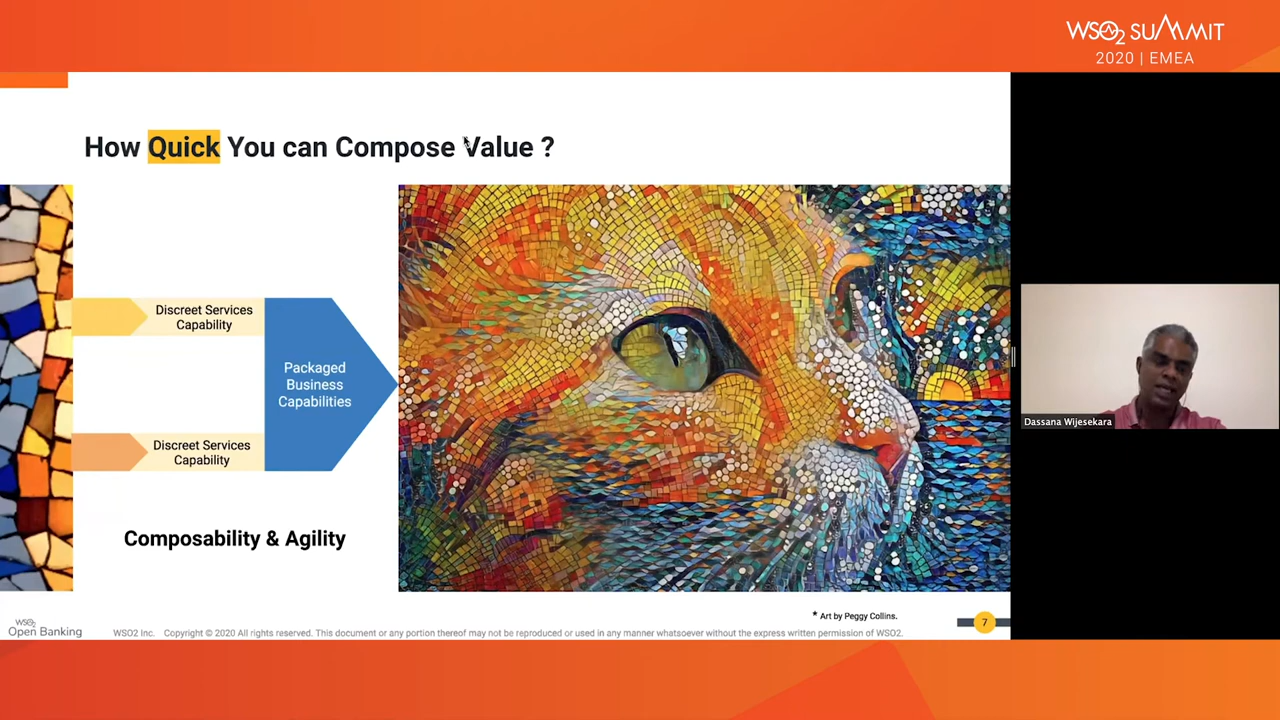 WSO2 SUMMIT
2020 | EMEA
How Quick You can Compose Value ?
Discreet Services
Capability
Packaged
Business
Capabilities
Discreet Services
Capability
Composability & Agility
Dassana Wijesekara
* Art by Peggy Collins.
WSO2
Open Banking
WSO2 Inc. Copyright © 2020 All rights reserved. This document or any portion thereof may not be reproduced or used in any manner whatsoever without the express written permission of WSO2.
7